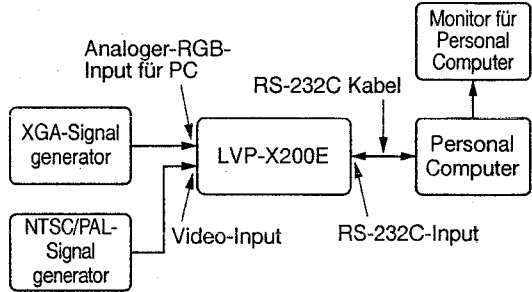 Monitor für
Personal
Computer
Analoger-RGB-
Input für PC
RS-232C Kabel
XGA-Signal
generator
LVP-X200E
Personal
Computer
NTSC/PAL-
Signal
generator
Video-Input
RS-232C-Input